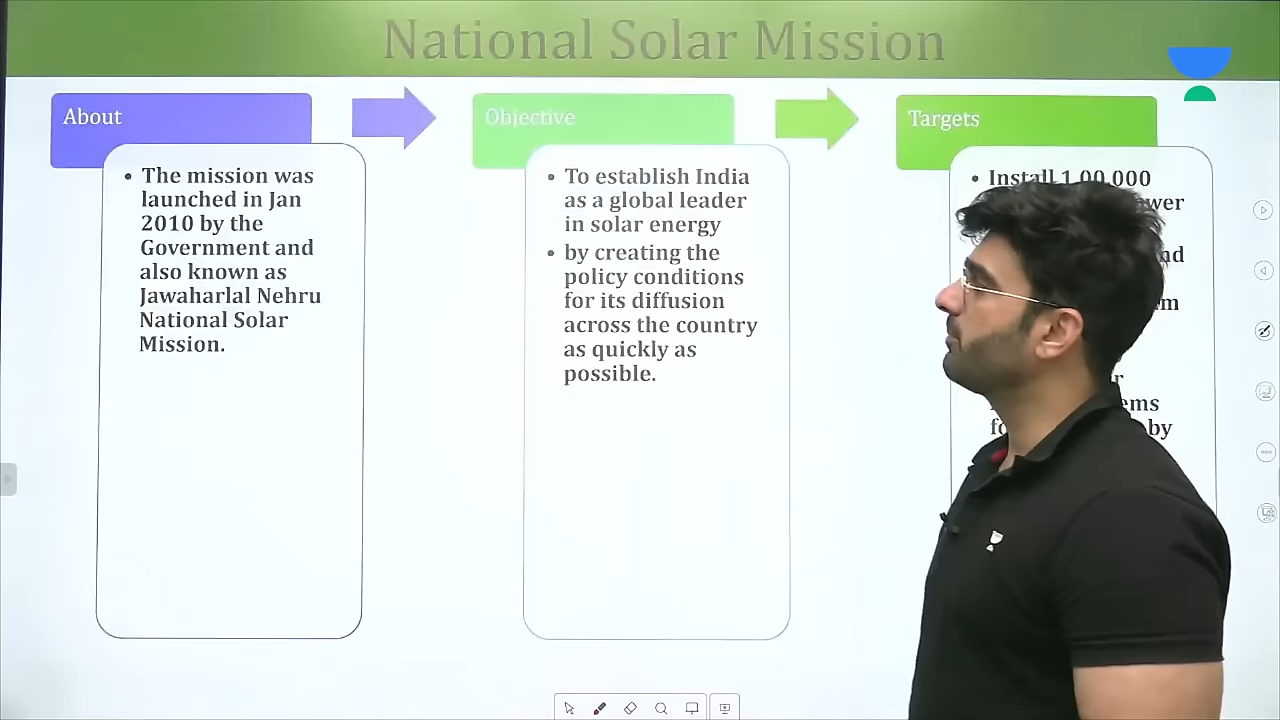 National Solar Mission
About
The mission was
launched in Jan
2010 by the
Government and
also known as
Jawaharlal Nehru
National Solar
Mission.
Objective
To establish India
as a global leader
in solar energy
by creating the
policy conditions
for its diffusion
across the country
as quickly as
possible.
Targets
Install 1,00,000
by